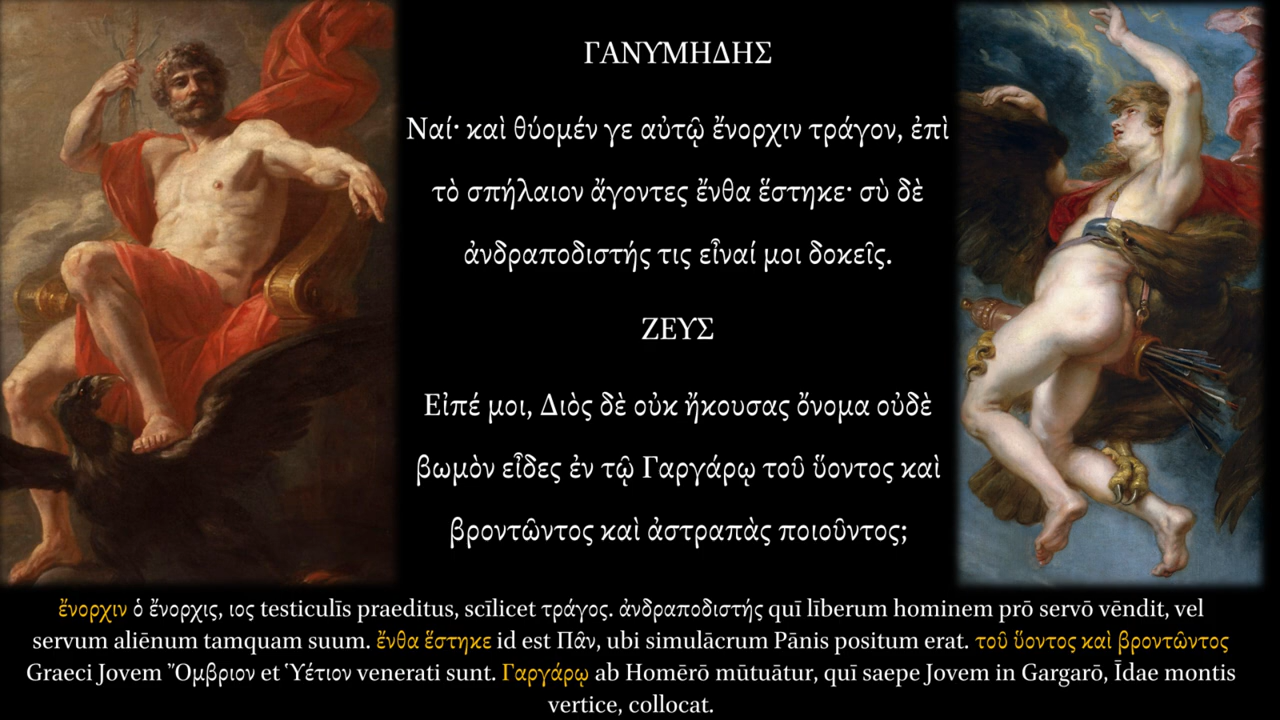 ΓΑΝΥΜΗΔΗΣ
Ναί· καὶ θύομέν γε αὐτῷ ἔνορχιν τράγον, ἐπὶ
τὸ σπήλαιον ἄγοντες ἔνθα ἕστηκε· σὺ δὲ
ἀνδραποδιστής τις εἶναί μοι δοκεῖς.
ΖΕΥΣ
Εἰπέ μοι, Διὸς δὲ οὐκ ἤκουσας ὄνομα οὐδὲ
βωμὸν εἶδες ἐν τῷ Γαργάρῳ τοῦ ὕοντος καὶ
βροντῶντος καὶ ἀστραπὰς ποιοῦντος;
ἔνορχιν ὁ ἔνορχις, ιος testiculīs praeditus, scīlicet τράγος. ἀνδραποδιστής quī līberum hominem prō servō vēndit, vel
servum aliēnum tamquam suum. ἔνθα ἕστηκε id est Πᾶν, ubi simulācrum Pānis positum erat. τοῦ ὕοντος καὶ βροντῶντος
Graeci Jovem Ὄμβριον et Ὑέτιον venerati sunt. Γαργάρῳ ab Homērō mūtuātur, quī saepe Jovem in Gargarō, Īdae montis
vertice, collocat.